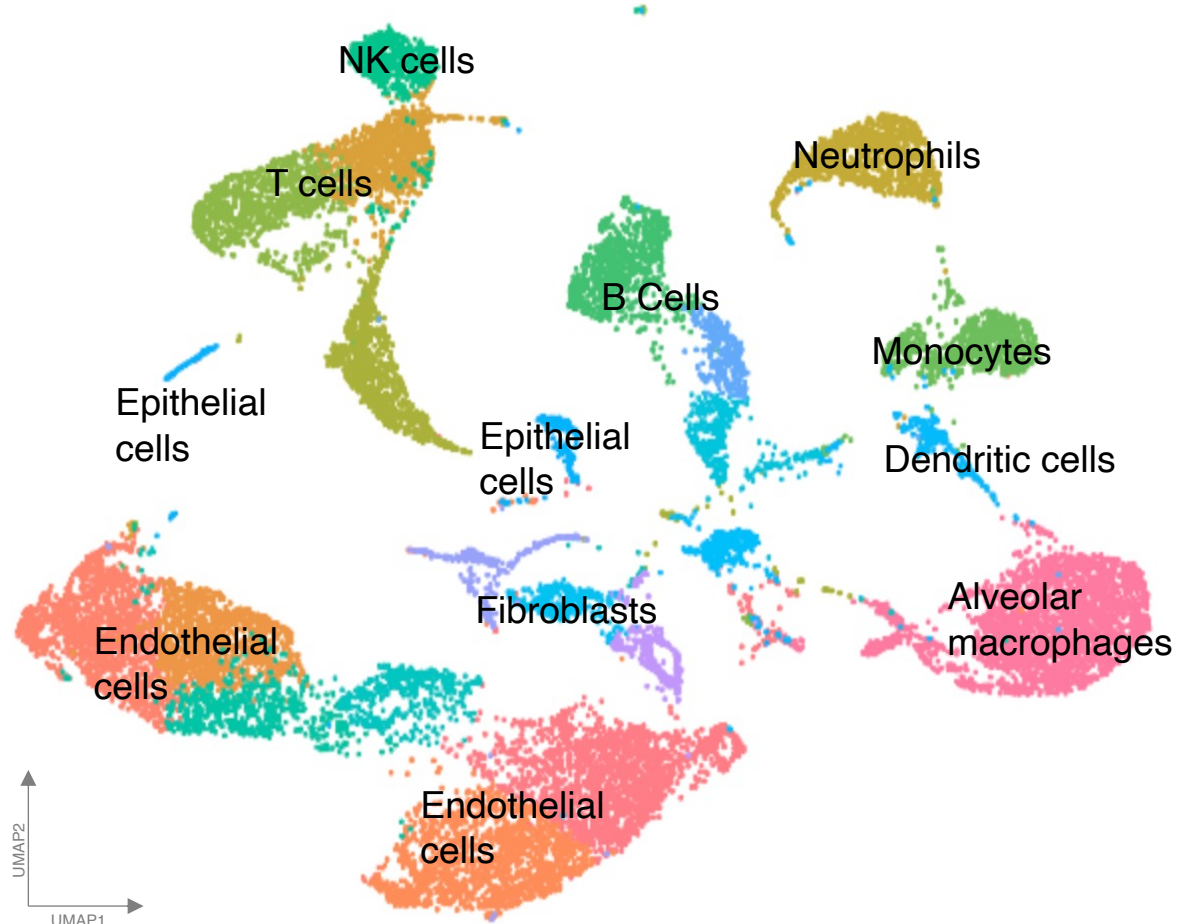 NK cells
Neutrophils
T cells
B Cells
Monocytes
Epithelial
cells
Epithelial
cells
Dendritic cells
Alveolar
macrophages
Fibroblasts
Endothelial
cells
Endothelial
cells
UMAP2
UMAP1